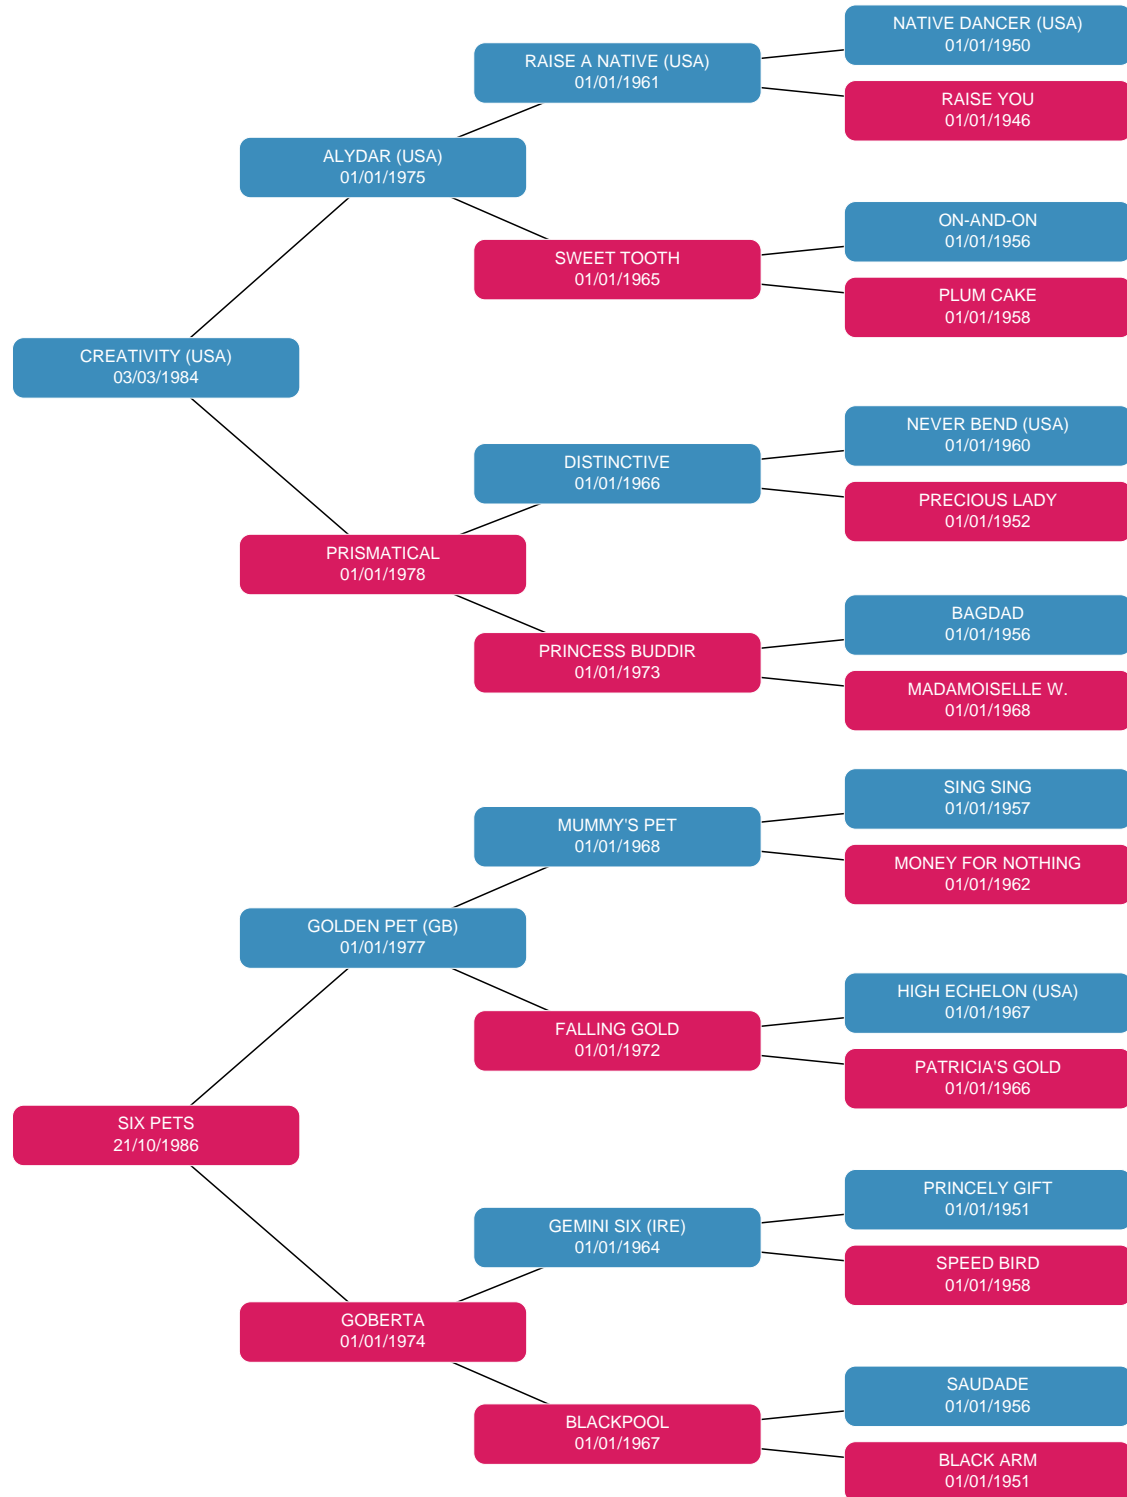 NATIVE DANCER (USA)
01/01/1950
RAISE A NATIVE (USA)
01/01/1961
RAISE YOU
01/01/1946
ALYDAR (USA)
01/01/1975
ON-AND-ON
01/01/1956
SWEET TOOTH
01/01/1965
PLUM CAKE
01/01/1958
CREATIVITY (USA)
03/03/1984
NEVER BEND (USA)
01/01/1960
DISTINCTIVE
01/01/1966
PRECIOUS LADY
01/01/1952
PRISMATICAL
01/01/1978
BAGDAD
01/01/1956
PRINCESS BUDDIR
01/01/1973
MADAMOISELLE W.
01/01/1968
SING SING
01/01/1957
MUMMY'S PET
01/01/1968
MONEY FOR NOTHING
01/01/1962
GOLDEN PET (GB)
01/01/1977
HIGH ECHELON (USA)
01/01/1967
FALLING GOLD
01/01/1972
PATRICIA'S GOLD
01/01/1966
SIX PETS
21/10/1986
PRINCELY GIFT
01/01/1951
GEMINI SIX (IRE)
01/01/1964
SPEED BIRD
01/01/1958
GOBERTA
01/01/1974
SAUDADE
01/01/1956
BLACKPOOL
01/01/1967
BLACK ARM
01/01/1951